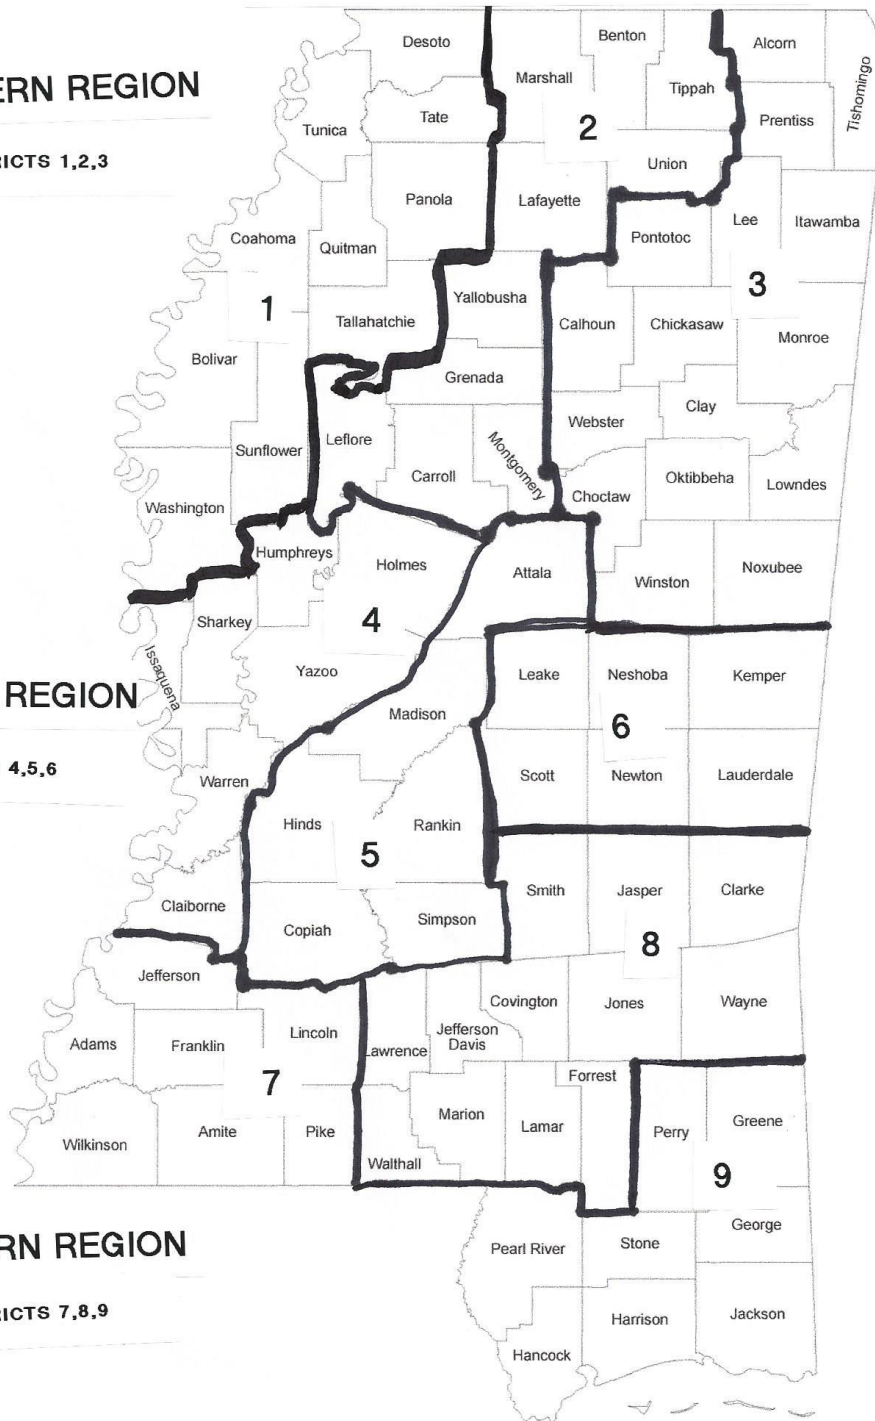 ERN REGION
RICTS 1,2,3
REGION
4,5,6
RN REGION
RICTS 7,8,9
Desoto
Benton
Alcorn
Marshall
Tippah
Tishomingo
Tate
Tunica
2
Prentiss
Union
Panola
Lafayette
Lee
Itawamba
Coahoma
Quitman
Pontotoc
1
3
Yallobusha
Tallahatchie
Calhoun
Chickasaw
Monroe
Bolivar
Grenada
Clay
Webster
Leflore
Sunflower
Montgomery
Carroll
Oktibbeha
Lowndes
Choctaw
Washington
Humphreys
Holmes
Attala
Winston
Noxubee
Sharkey
4
Issaquena
Yazoo
Leake
Neshoba
Kemper
Madison
6
Warren
Scott
Newton
Lauderdale
Hinds
Rankin
5
Claiborne
Smith
Jasper
Clarke
Copiah
Simpson
8
Jefferson
Covington
Jones
Wayne
Adams
Franklin
Lincoln
Lawrence
Jefferson
Davis
7
Forrest
Wilkinson
Amite
Pike
Marion
Lamar
Perry
Greene
Walthall
9
Pearl River
Stone
George
Harrison
Jackson
Hancock